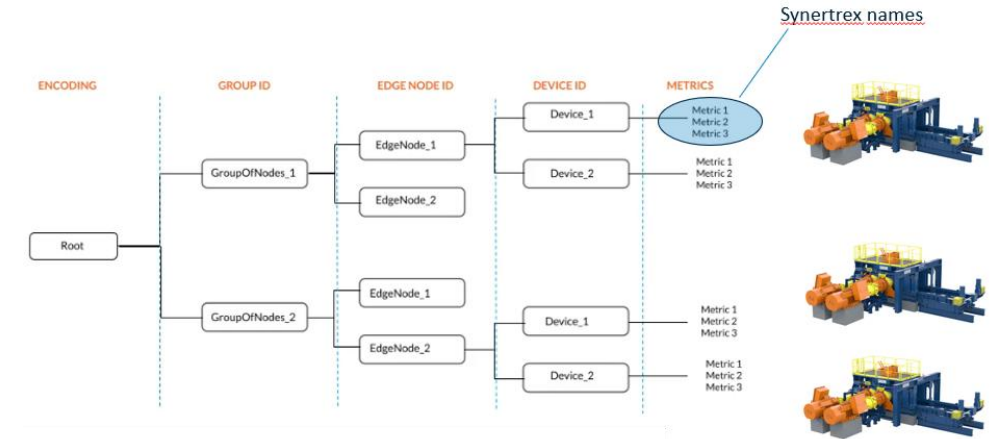 Synertrex names
ENCODING
GROUP ID
EDGE NODE ID
DEVICE ID
METRICS
Device_1
Metric 1
Metric 2
Metric 3
EdgeNode_1
GroupOfNodes_1
Device_2
Metric 1
Metric 2
Metric 3
EdgeNode_2
Root
EdgeNode_1
GroupOfNodes_2
Device_1
Metric 1
Metric 2
Metric 3
EdgeNode_2
Device_2
Metric 1
Metric 2
Metric 3